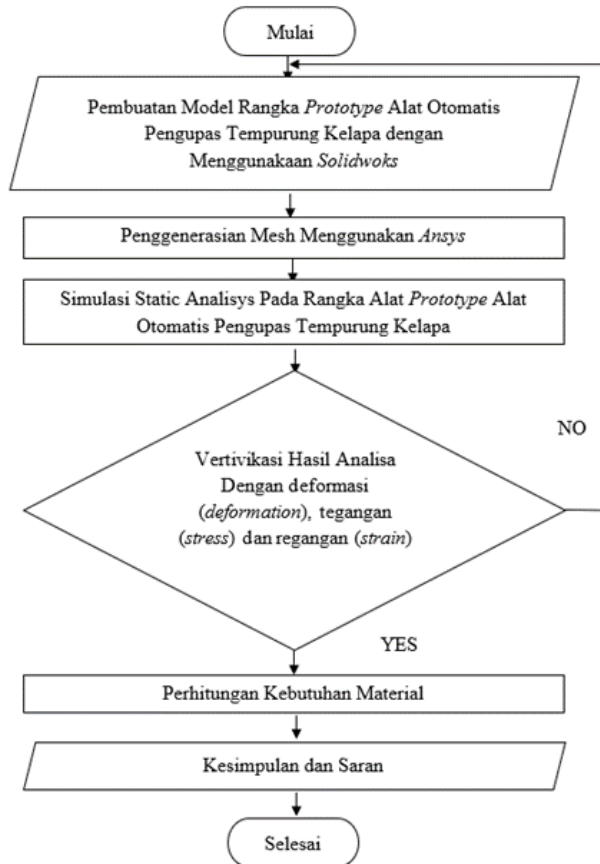 Mulai
Pembuatan Model Rangka Prototype Alat Otomatis
Pengupas Tempurung Kelapa dengan
Menggunakaan Solidwoks
Penggenerasian Mesh Menggunakan Ansys
Simulasi Static Analisys Pada Rangka Alat Prototype Alat
Otomatis Pengupas Tempurung Kelapa
NO
Vertivikasi Hasil Analisa
Dengan deformasi
(deformation), tegangan
(stress) dan regangan (strain)
YES
Perhitungan Kebutuhan Material
Kesimpulan dan Saran
Selesai